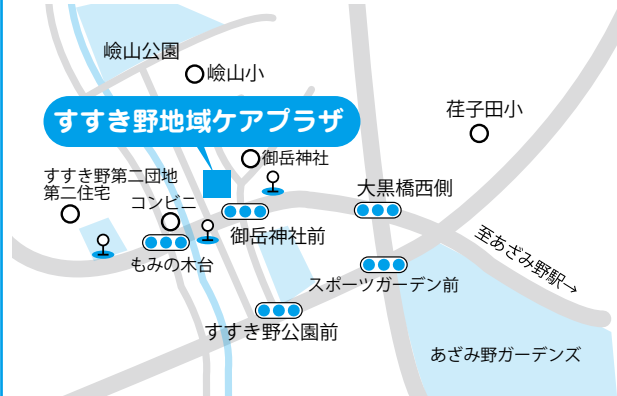 嶮山公園
嶮山小
すすき野地域ケアプラザ
荏子田小
御岳神社
すすき野第二団地
第二住宅
コンビニ
大黒橋西側
御岳神社前
もみの木台
至あざみ野駅→
スポーツガーデン前
すすき野公園前
あざみ野ガーデンズ